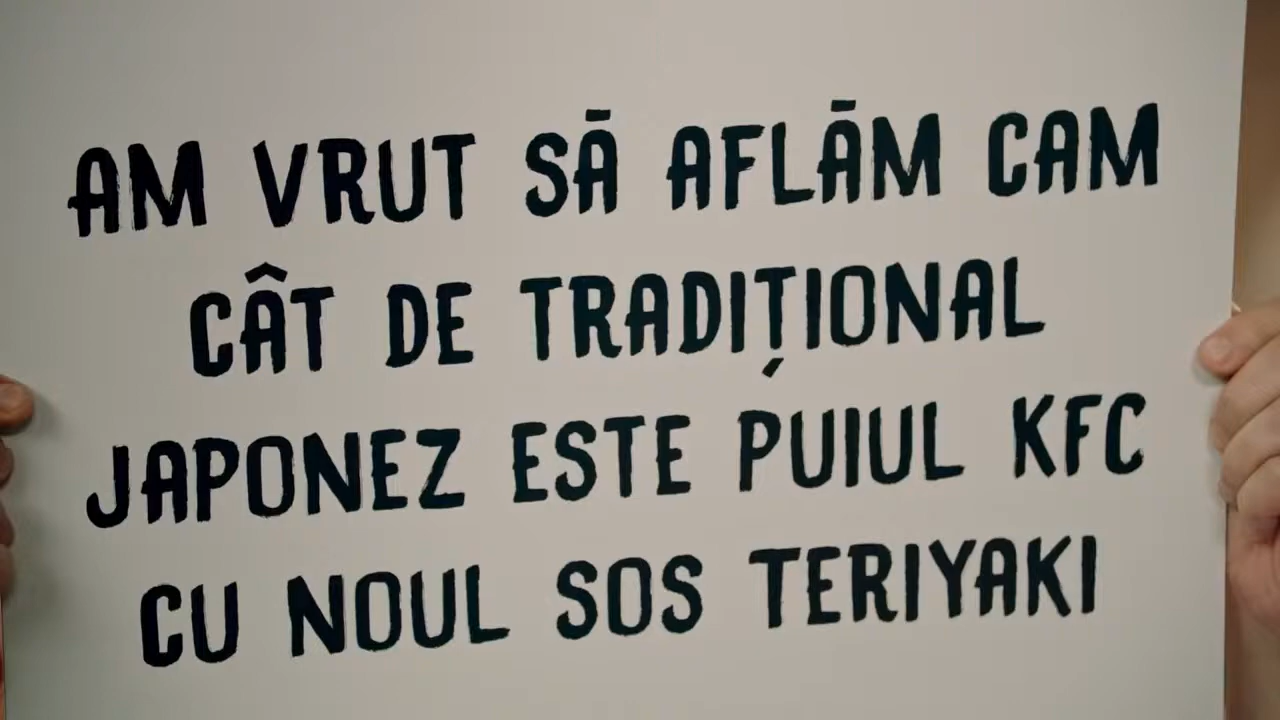 AM VRUT SĂ AFLĂM CAM
CÂT DE TRADIȚIONAL
JAPONEZ ESTE PUIUL KFC
CU NOUL SOS TERIYAKI